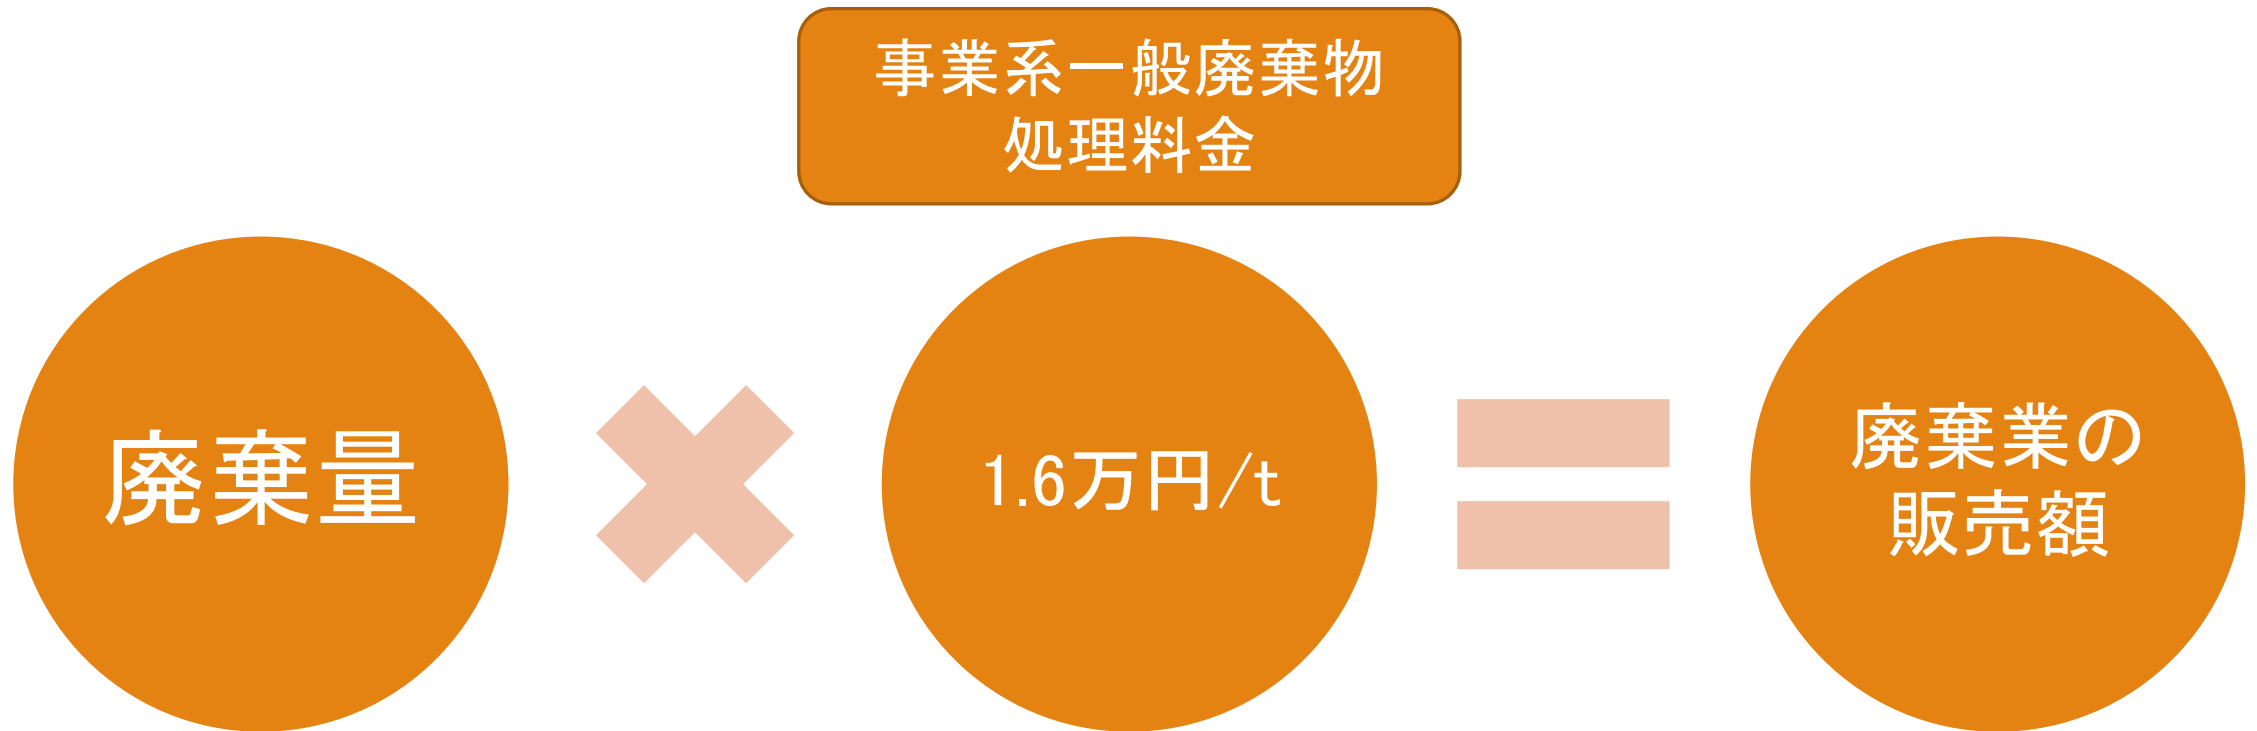 事業系一般廃棄物
処理料金
廃棄量
1.6万円/t
廃棄業の
販売額